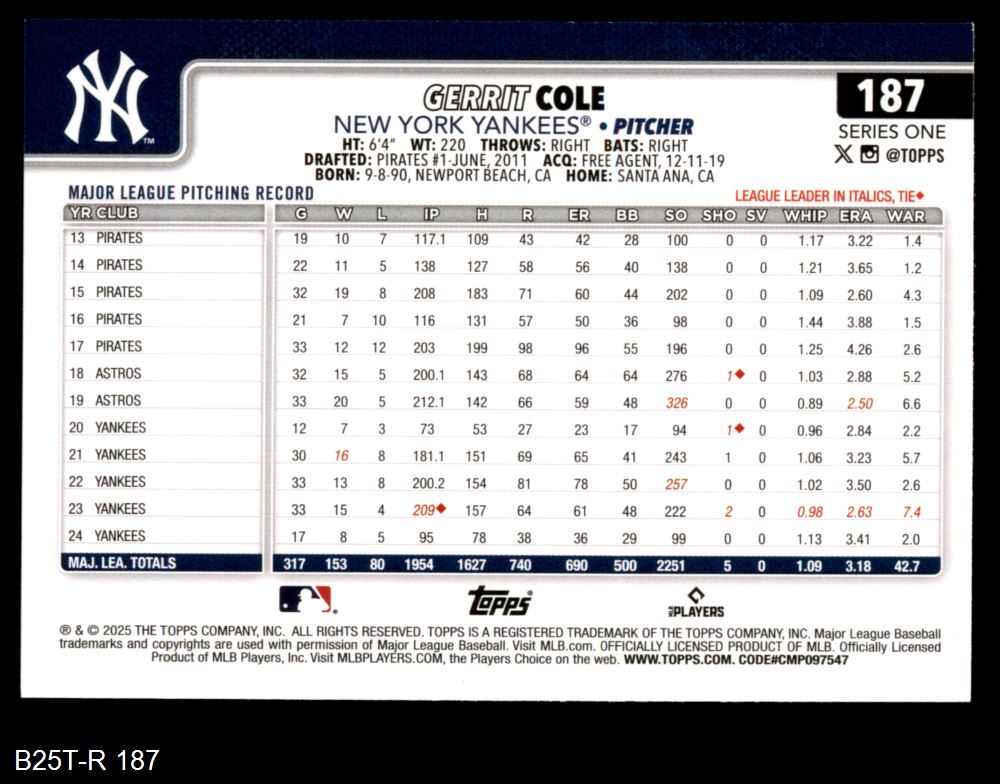 NY TM
GERRIT COLE
187
NEW YORK YANKEES® • PITCHER
SERIES ONE
HT: 6'4" WT: 220 THROWS: RIGHT BATS: RIGHT
@TOPPS
DRAFTED: PIRATES #1-JUNE, 2011 ACQ: FREE AGENT, 12-11-19
BORN: 9-8-90, NEWPORT BEACH, CA HOME: SANTA ANA, CA
MAJOR LEAGUE PITCHING RECORD
LEAGUE LEADER IN ITALICS, TIE♦
YR CLUB G W L IP H R ER BB SO SHO SV WHIP ERA WAR
13 PIRATES 19 10 7 117.1 109 43 42 28 100 0 0 1.17 3.22 1.4
14 PIRATES 22 11 5 138 127 58 56 40 138 0 0 1.21 3.65 1.2
15 PIRATES 32 19 8 208 183 71 60 44 202 0 0 1.09 2.60 4.3
16 PIRATES 21 7 10 116 131 57 50 36 98 0 0 1.44 3.88 1.5
17 PIRATES 33 12 12 203 199 98 96 55 196 0 0 1.25 4.26 2.6
18 ASTROS 32 15 5 200.1 143 68 64 64 276 1♦ 0 1.03 2.88 5.2
19 ASTROS 33 20 5 212.1 142 66 59 48 326 0 0 0.89 2.50 6.6
20 YANKEES 12 7 3 73 53 27 23 17 94 1♦ 0 0.96 2.84 2.2
21 YANKEES 30 16 8 181.1 151 69 65 41 243 1 0 1.06 3.23 5.7
22 YANKEES 33 13 8 200.2 154 81 78 50 257 0 0 1.02 3.50 2.6
23 YANKEES 33 15 4 209♦ 157 64 61 48 222 2 0 0.98 2.63 7.4
24 YANKEES 17 8 5 95 78 38 36 29 99 0 0 1.13 3.41 2.0
MAJ. LEA. TOTALS 317 153 80 1954 1627 740 690 500 2251 5 0 1.09 3.18 42.7
Topps®
MLB PLAYERS
® & © 2025 THE TOPPS COMPANY, INC. ALL RIGHTS RESERVED. TOPPS IS A REGISTERED TRADEMARK OF THE TOPPS COMPANY, INC. Major League Baseball
trademarks and copyrights are used with permission of Major League Baseball. Visit MLB.com. OFFICIALLY LICENSED PRODUCT OF MLB. Officially Licensed
Product of MLB Players, Inc. Visit MLBPLAYERS.COM, the Players Choice on the web. WWW.TOPPS.COM. CODE#CMP097547
B25T-R 187